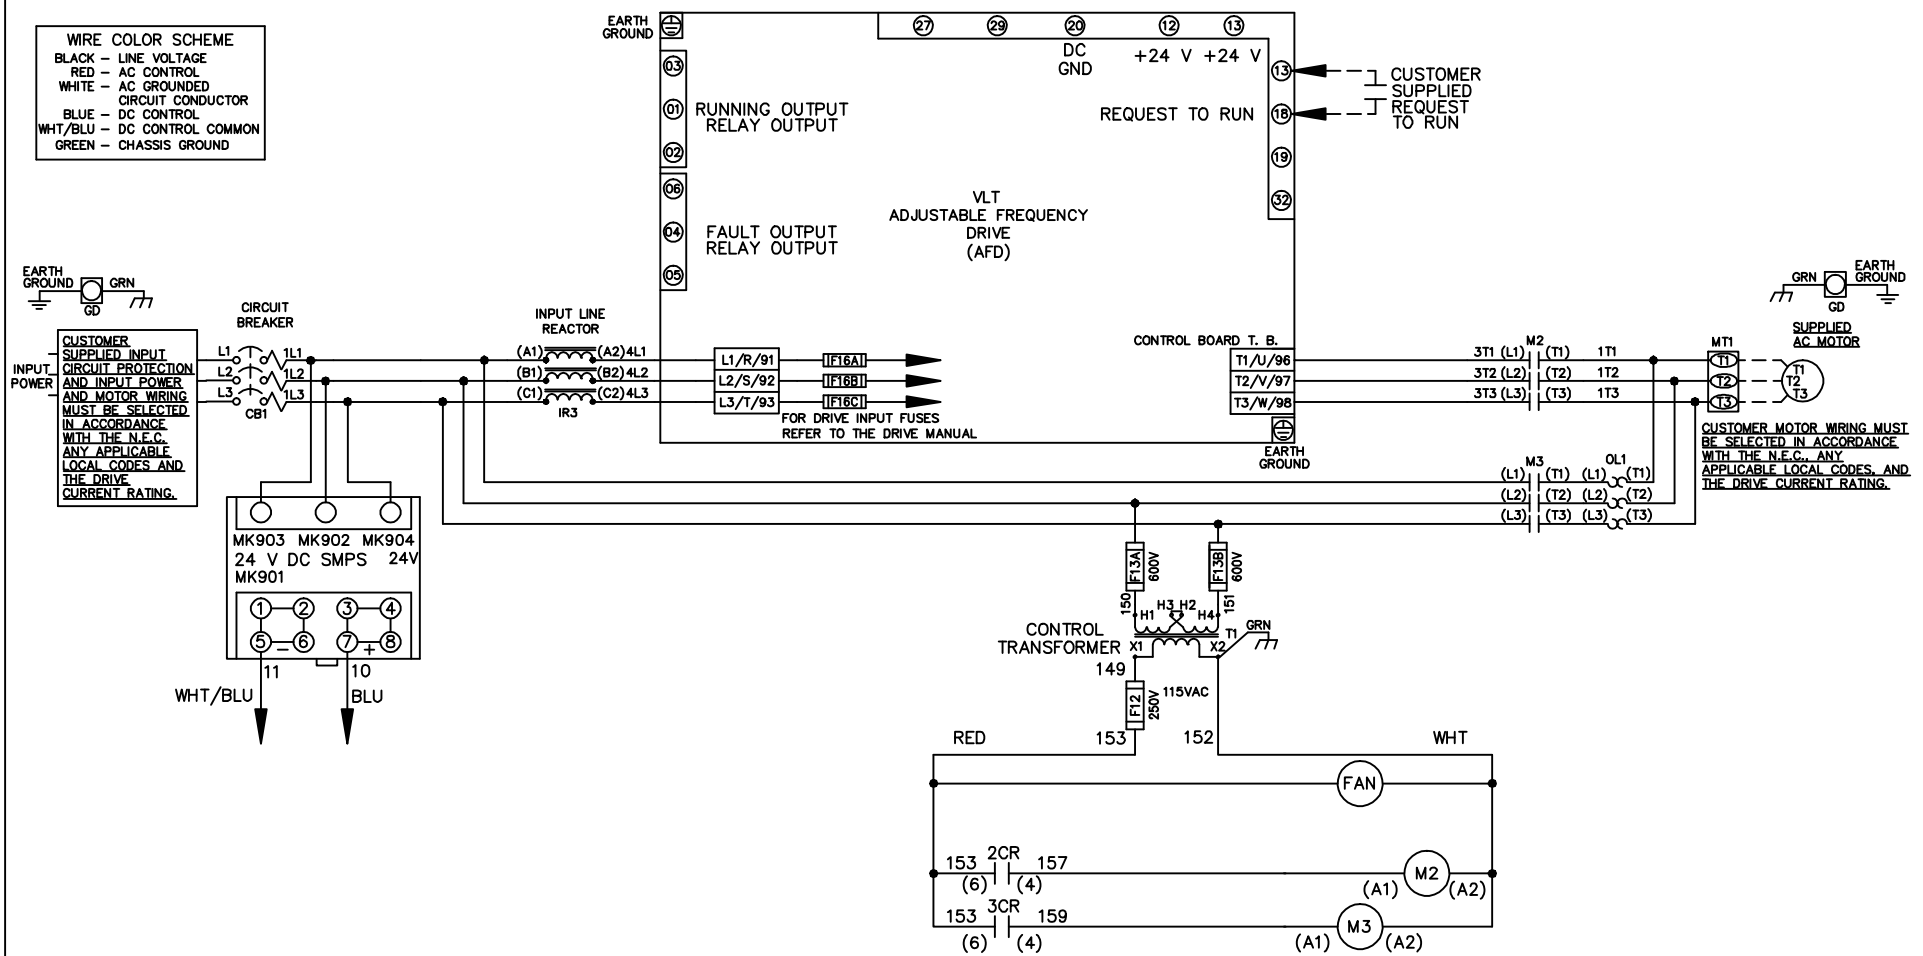 WIRE COLOR SCHEME
BLACK – LINE VOLTAGE
RED – AC CONTROL
WHITE – AC GROUNDED
CIRCUIT CONDUCTOR
BLUE – DC CONTROL
WHT/BLU – DC CONTROL COMMON
GREEN – CHASSIS GROUND
EARTH
GROUND
27
29
20
12
13
DC
GND
+24 V
+24 V
03
01
02
RUNNING OUTPUT
RELAY OUTPUT
06
04
05
FAULT OUTPUT
RELAY OUTPUT
REQUEST TO RUN
13
18
19
32
CUSTOMER
SUPPLIED
REQUEST
TO RUN
VLT
ADJUSTABLE FREQUENCY
DRIVE
(AFD)
EARTH
GROUND
GRN
GD
INPUT
POWER
CUSTOMER
SUPPLIED INPUT
CIRCUIT PROTECTION
AND INPUT POWER
AND MOTOR WIRING
MUST BE SELECTED
IN ACCORDANCE
WITH THE N.E.C.
ANY APPLICABLE
LOCAL CODES AND
THE DRIVE
CURRENT RATING.
CIRCUIT
BREAKER
L1
1L1
L2
1L2
L3
1L3
CB1
INPUT LINE
REACTOR
(A1)
(A2)
4L1
(B1)
(B2)
4L2
(C1)
(C2)
4L3
IR3
L1/R/91
F16A
L2/S/92
F16B
L3/T/93
F16C
FOR DRIVE INPUT FUSES
REFER TO THE DRIVE MANUAL
CONTROL BOARD T. B.
T1/U/96
T2/V/97
T3/W/98
EARTH
GROUND
M2
3T1 (L1) (T1) 1T1
3T2 (L2) (T2) 1T2
3T3 (L3) (T3) 1T3
MT1
T1
T2
T3
GRN
GD
EARTH
GROUND
SUPPLIED
AC MOTOR
T1
T2
T3
CUSTOMER MOTOR WIRING MUST
BE SELECTED IN ACCORDANCE
WITH THE N.E.C., ANY
APPLICABLE LOCAL CODES, AND
THE DRIVE CURRENT RATING.
M3
OL1
(L1) (T1) (L1) (T1)
(L2) (T2) (L2) (T2)
(L3) (T3) (L3) (T3)
MK903
MK902
MK904
24 V DC SMPS
24V
MK901
1
2
3
4
5
–
6
7
+
8
11
10
WHT/BLU
BLU
F13A
600V
F13B
600V
150
151
H1
H3
H2
H4
CONTROL
TRANSFORMER
X1
X2
T1
GRN
149
F12
250V
115VAC
153
152
RED
WHT
FAN
153
2CR
157
(6)
(4)
(A1)
M2
(A2)
153
3CR
159
(6)
(4)
(A1)
M3
(A2)